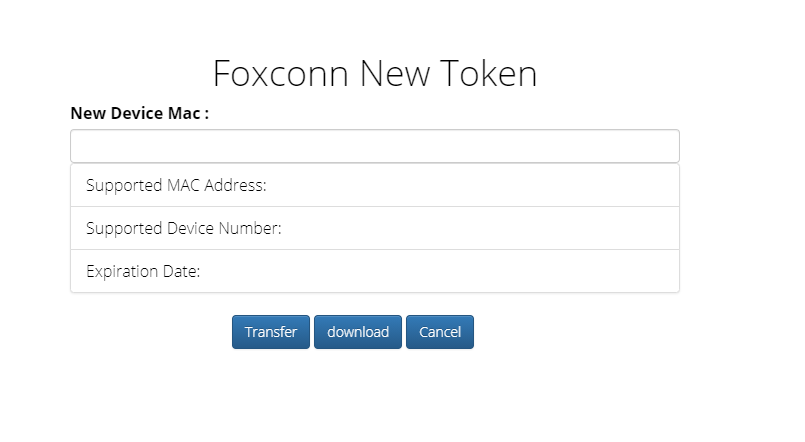 Foxconn New Token
New Device Mac :
Supported MAC Address:
Supported Device Number:
Expiration Date:
Transfer download Cancel